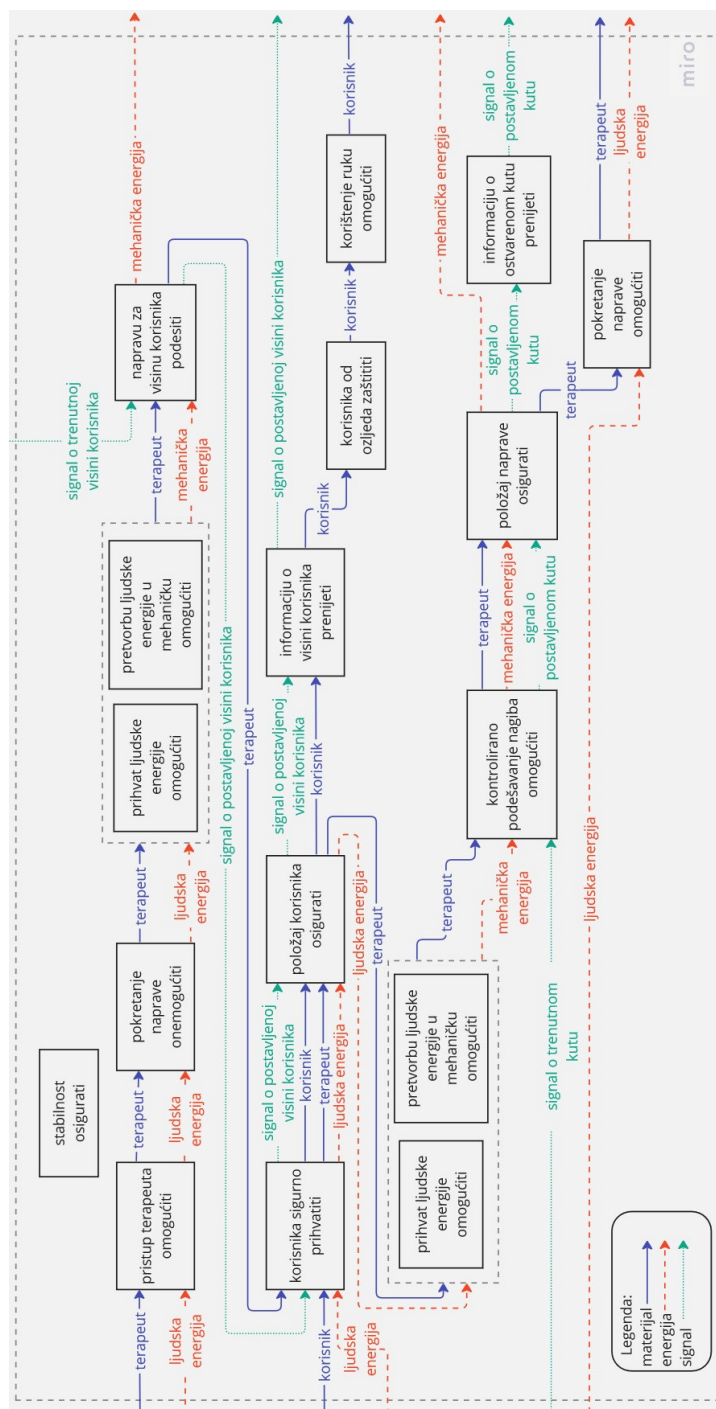 terapeut
ljudska
energija
pristup terapeuta
omogućiti
terapeut
ljudska
energija
stabilnost
osigurati
pokretanje
naprave
onemogućiti
terapeut
ljudska
energija
prihvat ljudske
energije
omogućiti
pretvorbu ljudske
energije u
mehaničku
omogućiti
terapeut
mehanička
energija
signal o trenutnoj
visini korisnika
napravu za
visinu korisnika
podesiti
mehanička energija
signal o postavljenoj visini korisnika
terapeut
korisnik
ljudska
energija
korisnika sigurno
prihvatiti
signal o postavljenoj
visini korisnika
korisnik
terapeut
ljudska energija
položaj korisnika
osigurati
signal o postavljenoj
visini korisnika
korisnik
ljudska energija
terapeut
informaciju o
visini korisnika
prenijeti
signal o postavljenoj visini korisnika
korisnik
korisnika od
ozljeda zaštititi
korisnik
korištenje ruku
omogućiti
korisnik
prihvat ljudske
energije
omogućiti
pretvorbu ljudske
energije u
mehaničku
omogućiti
terapeut
mehanička
energija
signal o trenutnom
kutu
kontrolirano
podešavanje nagiba
omogućiti
terapeut
mehanička energija
signal o
postavljenom kutu
položaj naprave
osigurati
mehanička energija
signal o
postavljenom
kutu
terapeut
informaciju o
ostvarenom kutu
prenijeti
signal o
postavljenom
kutu
ljudska energija
pokretanje
naprave
omogućiti
terapeut
ljudska
energija
Legenda:
materijal
energija
signal
miro